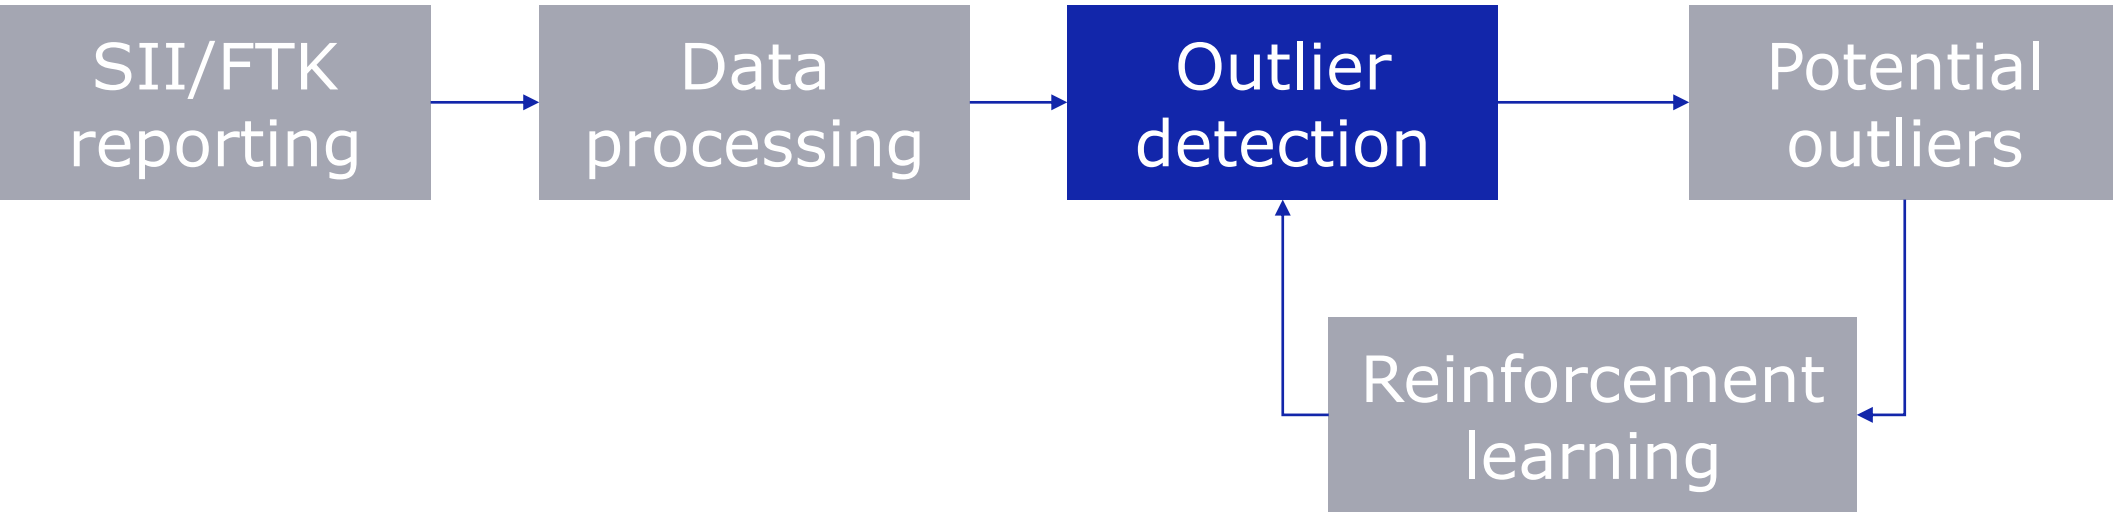 SII/FTK
reporting
Data
processing
Outlier
detection
Potential
outliers
Reinforcement
learning